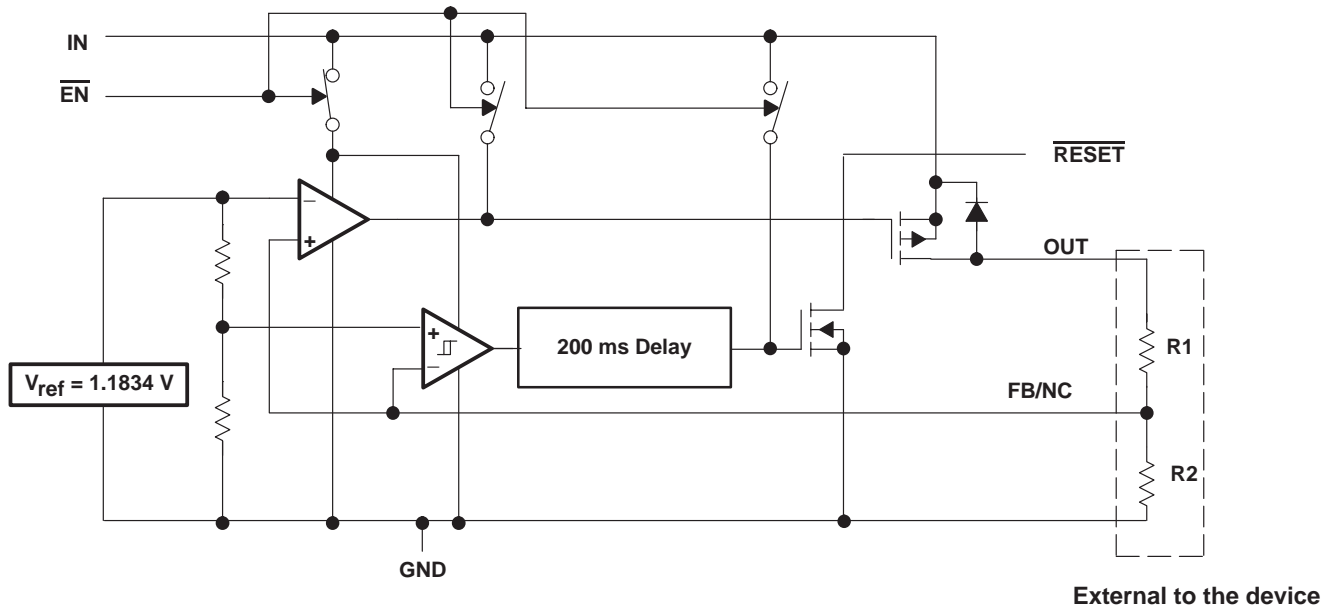 IN
EN
RESET
OUT
R1
200 ms Delay
Vref = 1.1834 V
FB/NC
R2
GND
External to the device